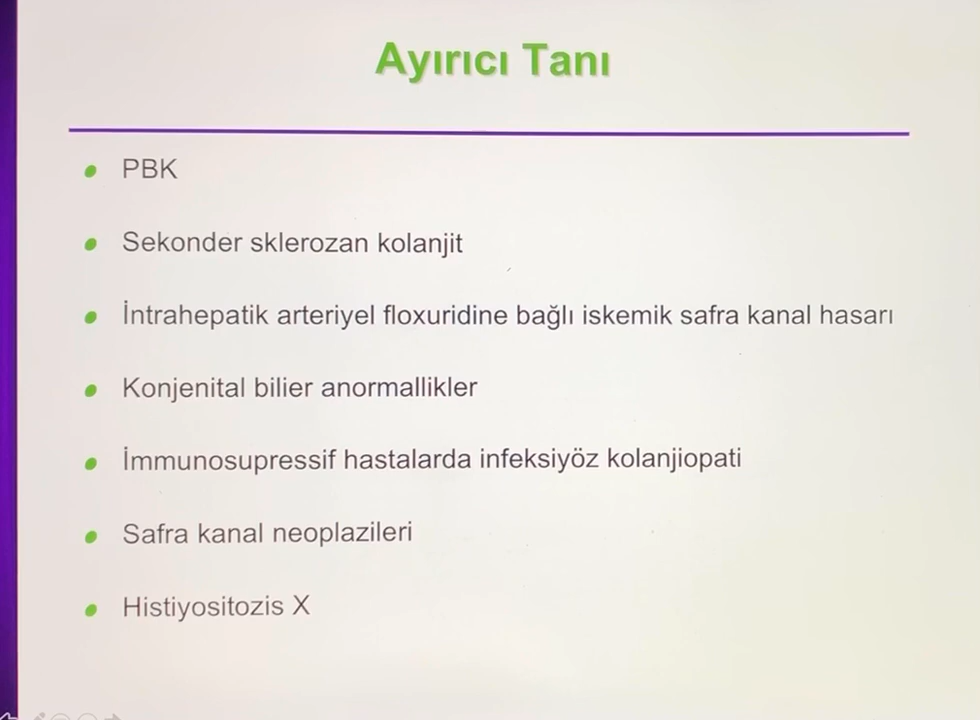 Ayırıcı Tanı
PBK
Sekonder sklerozan kolanjit
İntrahepatik arteriyel floxuridine bağlı iskemik safra kanal hasarı
Konjenital bilier anormallikler
İmmunosupressif hastalarda infeksiyöz kolanjiopati
Safra kanal neoplazileri
Histiyositozis X